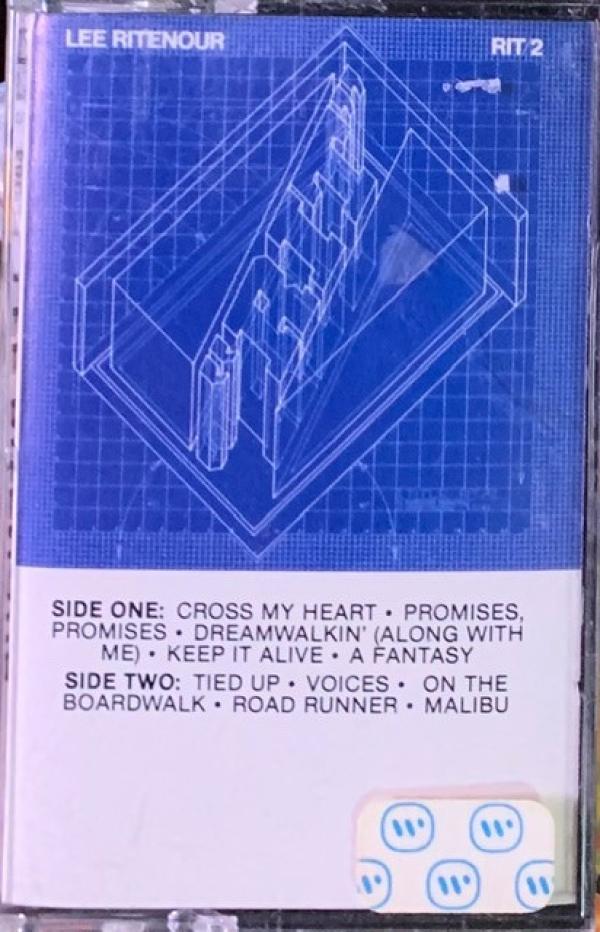 LEE RITENOUR RIT 2
SIDE ONE: CROSS MY HEART • PROMISES,
PROMISES • DREAMWALKIN' (ALONG WITH
ME) • KEEP IT ALIVE • A FANTASY
SIDE TWO: TIED UP • VOICES • ON THE
BOARDWALK • ROAD RUNNER • MALIBU